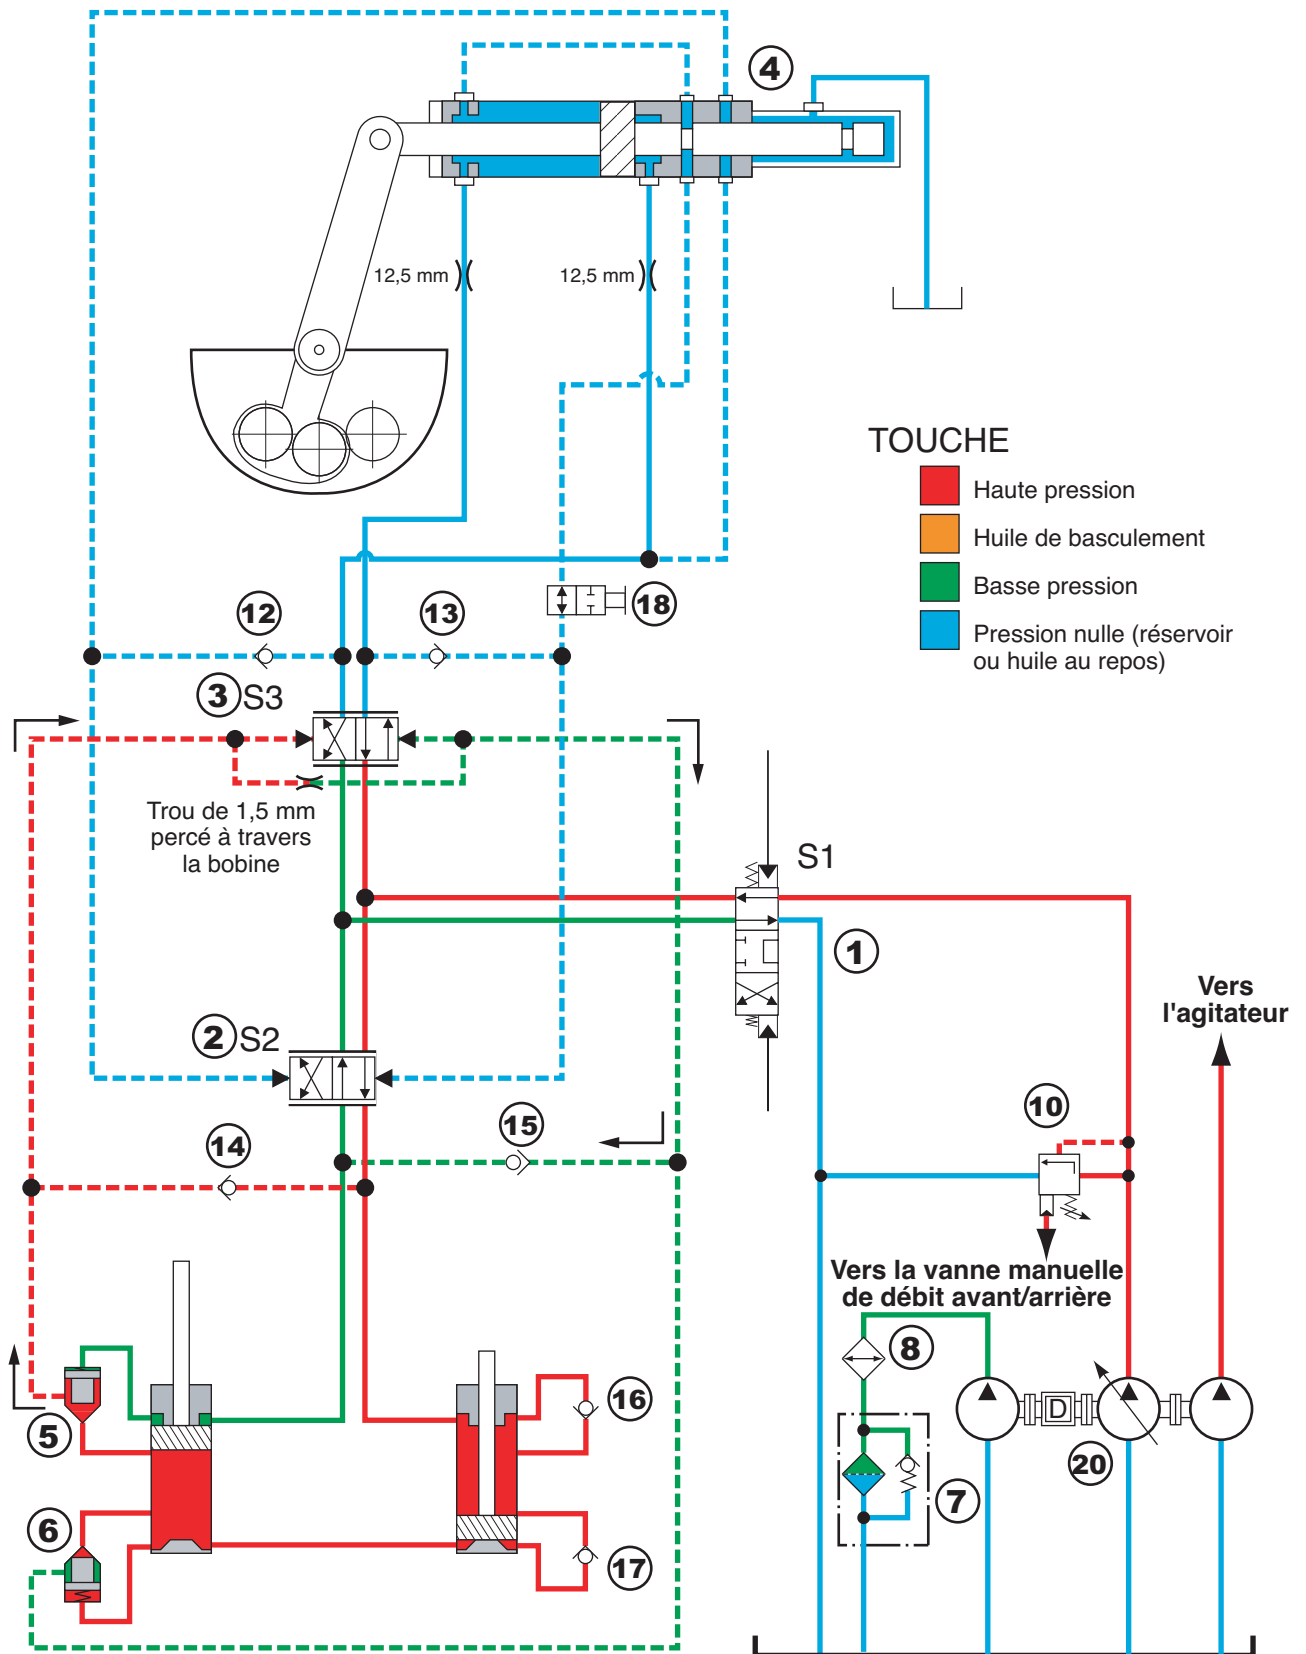 4
12,5 mm
12,5 mm
TOUCHE
Haute pression
Huile de basculement
Basse pression
Pression nulle (réservoir
ou huile au repos)
18
12
13
3 S3
Trou de 1,5 mm
percé à travers
la bobine
S1
1
Vers
l'agitateur
2 S2
10
15
14
Vers la vanne manuelle
de débit avant/arrière
8
16
5
D
20
7
6
17